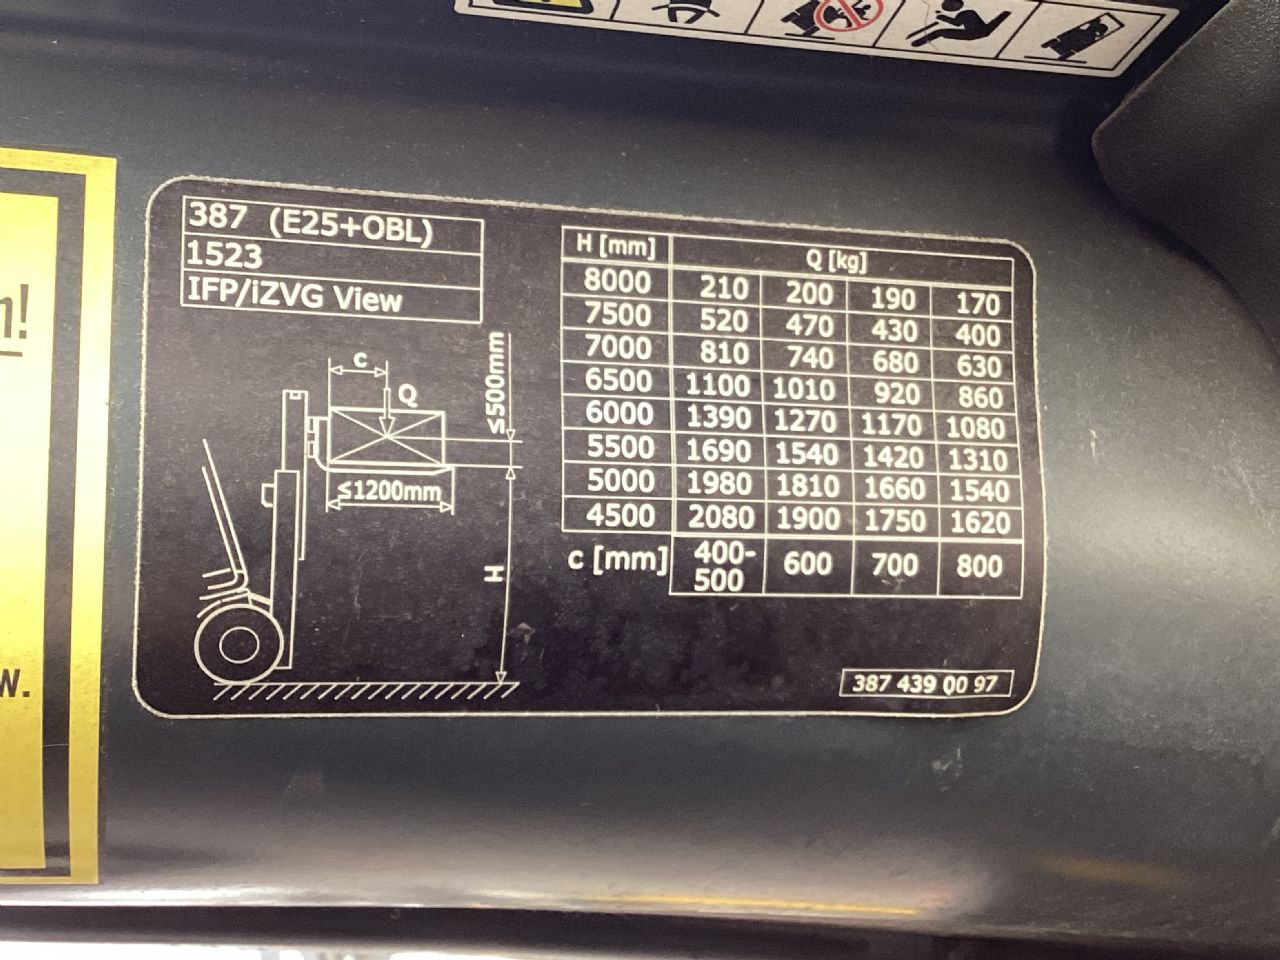 387 (E25+OBL)
1523
IFP/iZVG View
c
Q
≤500mm
≤1200mm
H
H [mm] Q [kg]
8000 210 200 190 170
7500 520 470 430 400
7000 810 740 680 630
6500 1100 1010 920 860
6000 1390 1270 1170 1080
5500 1690 1540 1420 1310
5000 1980 1810 1660 1540
4500 2080 1900 1750 1620
c [mm] 400-500 600 700 800
387 439 00 97